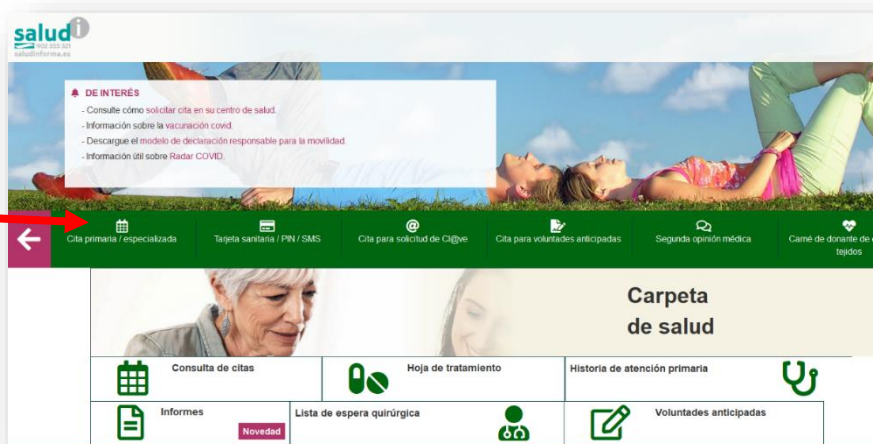 salud i
902 555 321
saludinforma.es
DE INTERÉS
- Consulte cómo solicitar cita en su centro de salud.
- Información sobre la vacunación covid.
- Descargue el modelo de declaración responsable para la movilidad.
- Información útil sobre Radar COVID.
Cita primaria / especializada
Tarjeta sanitaria / PIN / SMS
Cita para solicitud de Cl@ve
Cita para voluntades anticipadas
Segunda opinión médica
Carné de donante de
tejidos
Carpeta
de salud
Consulta de citas
Hoja de tratamiento
Historia de atención primaria
Informes
Novedad
Lista de espera quirúrgica
Voluntades anticipadas